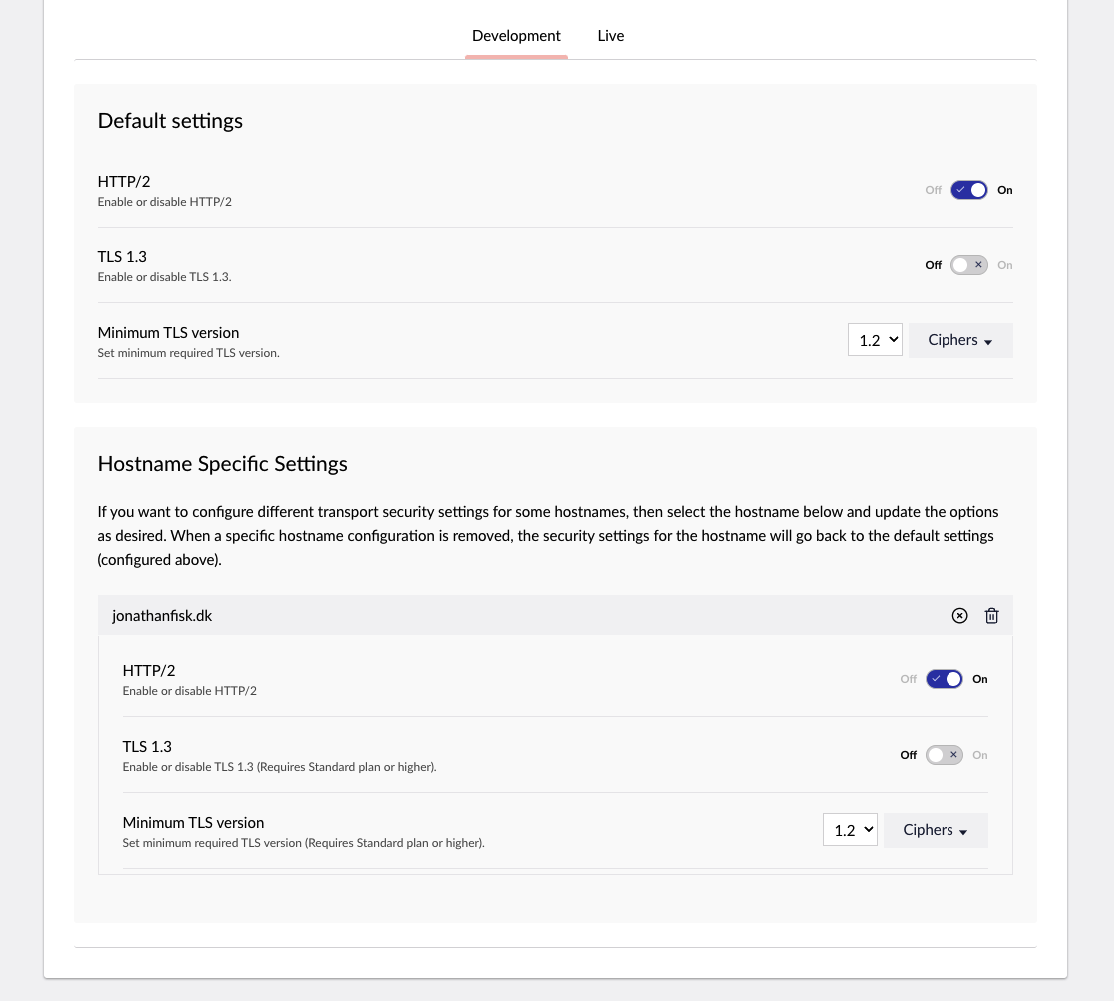 Development Live
Default settings
HTTP/2
Enable or disable HTTP/2
Off On
TLS 1.3
Enable or disable TLS 1.3.
Off On
Minimum TLS version
Set minimum required TLS version.
1.2 Ciphers
Hostname Specific Settings
If you want to configure different transport security settings for some hostnames, then select the hostname below and update the options
as desired. When a specific hostname configuration is removed, the security settings for the hostname will go back to the default settings
(configured above).
jonathanfisk.dk
HTTP/2
Enable or disable HTTP/2
Off On
TLS 1.3
Enable or disable TLS 1.3 (Requires Standard plan or higher).
Off On
Minimum TLS version
Set minimum required TLS version (Requires Standard plan or higher).
1.2 Ciphers